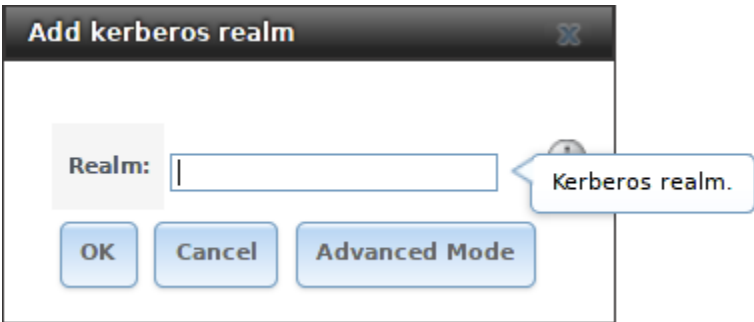 Add kerberos realm
Realm:
Kerberos realm.
OK Cancel Advanced Mode